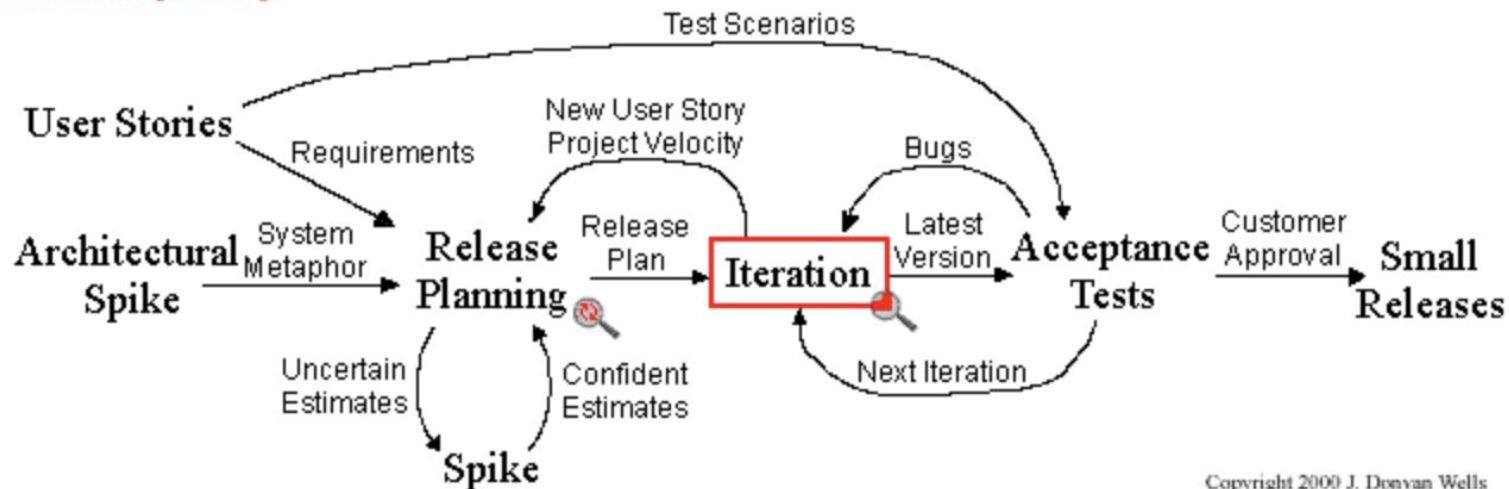 Test Scenarios
User Stories
New User Story
Project Velocity
Requirements
Bugs
Architectural
Spike
System
Metaphor
Release
Planning
Release
Plan
Iteration
Latest
Version
Acceptance
Tests
Customer
Approval
Small
Releases
Uncertain
Estimates
Confident
Estimates
Next Iteration
Spike
Copyright 2000 J. Donvan Wells